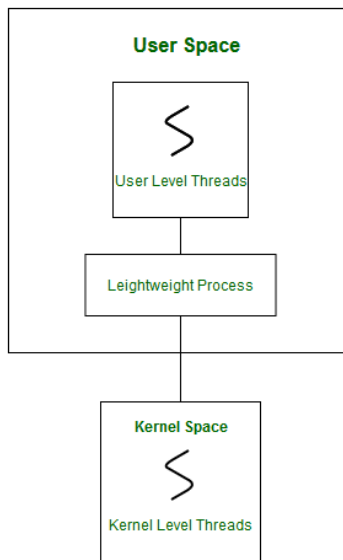 User Space
User Level Threads
Leightweight Process
Kernel Space
Kernel Level Threads